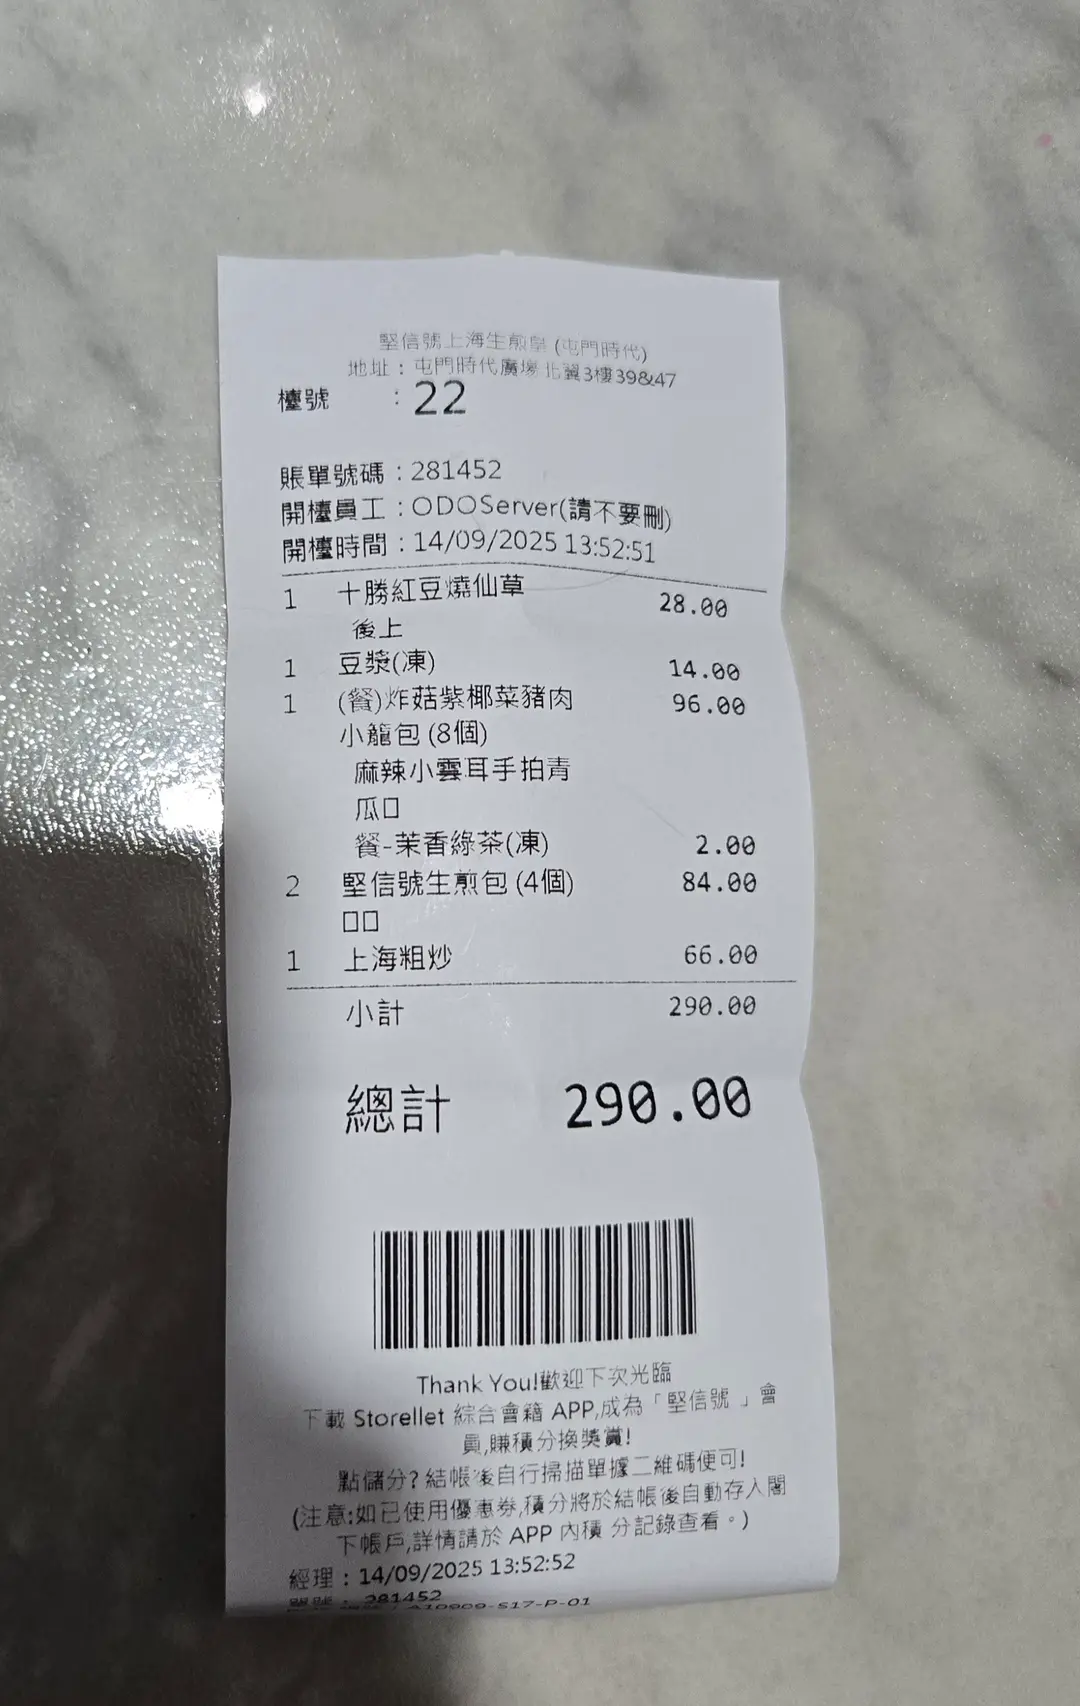 堅信號上海生煎皇 (屯門時代)
地址：屯門時代廣場北翼3樓39&47
檯號 : 22
賬單號碼：281452
開檯員工：ODOServer(請不要刪)
開檯時間：14/09/2025 13:52:51
1 十勝紅豆燒仙草 28.00
後上
1 豆漿(凍) 14.00
1 (餐)炸菇紫椰菜豬肉 96.00
小籠包 (8個)
麻辣小雲耳手拍青
瓜□
餐-茉香綠茶(凍) 2.00
2 堅信號生煎包 (4個) 84.00
□□
1 上海粗炒 66.00
小計 290.00
總計 290.00
Thank You!歡迎下次光臨
下載 Storellet 綜合會籍 APP,成為「堅信號 」會
員,賺積分換獎賞!
點儲分? 結帳後自行掃描單據二維碼便可!
(注意:如已使用優惠券,積分將於結帳後自動存入閣
下帳戶,詳情請於 APP 內積 分記錄查看。)
經理：14/09/2025 13:52:52
單號： 281452